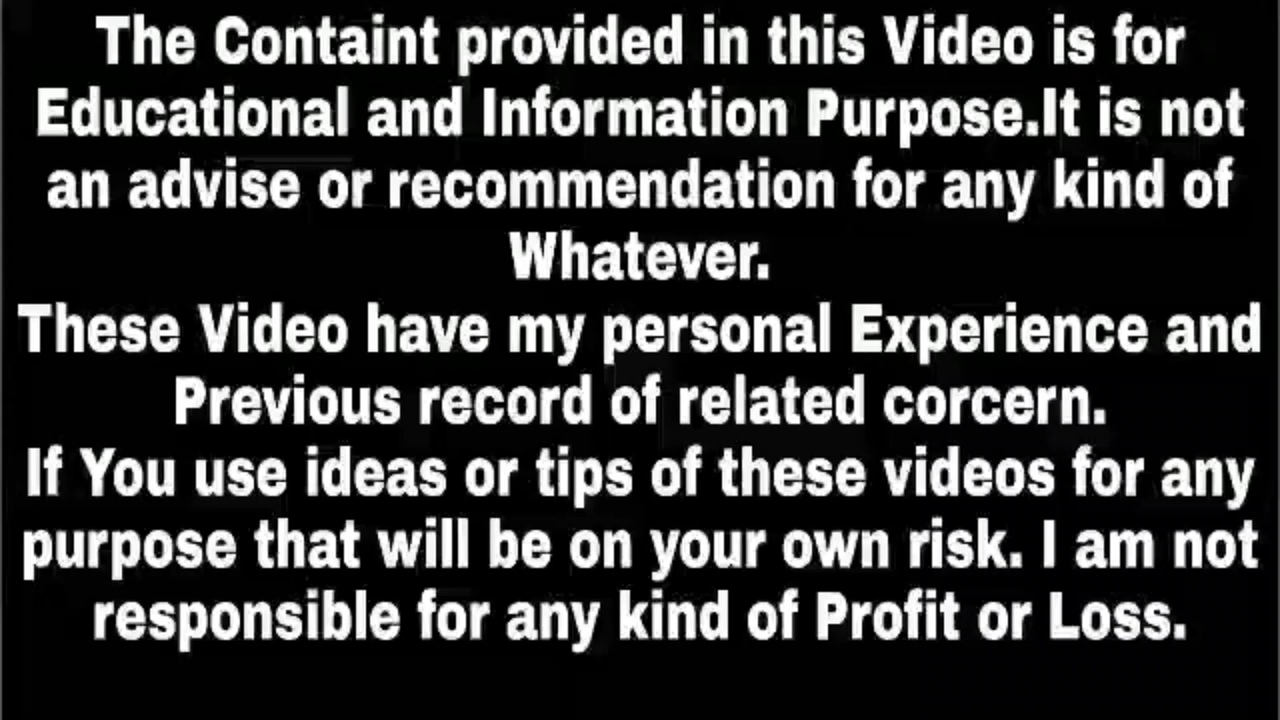 The Containt provided in this Video is for
Educational and Information Purpose.It is not
an advise or recommendation for any kind of
Whatever.
These Video have my personal Experience and
Previous record of related corcern.
If You use ideas or tips of these videos for any
purpose that will be on your own risk. I am not
responsible for any kind of Profit or Loss.